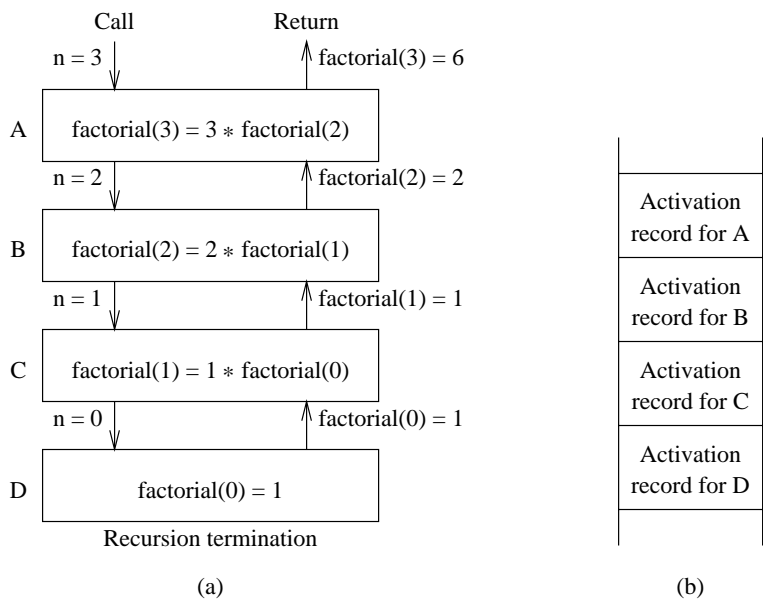 Call
Return
n = 3
factorial(3) = 6
A
factorial(3) = 3 * factorial(2)
n = 2
factorial(2) = 2
B
factorial(2) = 2 * factorial(1)
n = 1
factorial(1) = 1
C
factorial(1) = 1 * factorial(0)
n = 0
factorial(0) = 1
D
factorial(0) = 1
Recursion termination
(a)
Activation
record for A
Activation
record for B
Activation
record for C
Activation
record for D
(b)